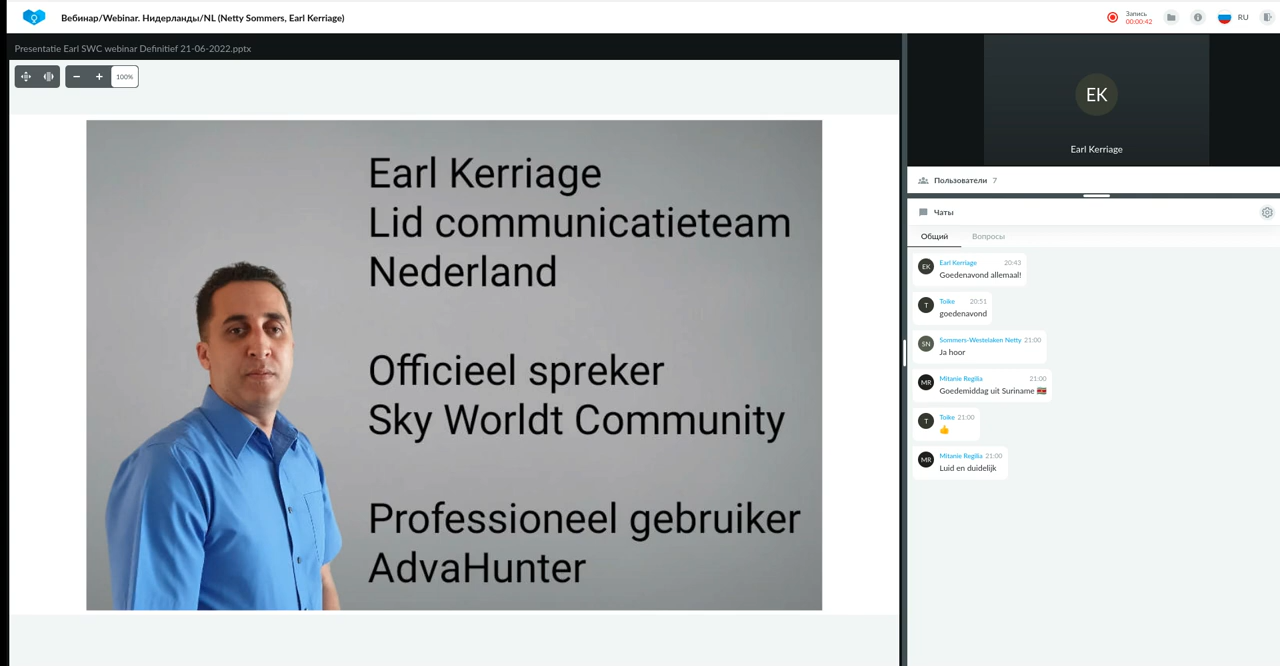 Вебинар/Webinar. Нидерланды/NL (Netty Sommers, Earl Kerriage)
Запись
00:00:42
RU
Presentatie Earl SWC webinar Definitief 21-06-2022.pptx
100%
Earl Kerriage
Lid communicatieteam
Nederland
Officieel spreker
Sky Worldt Community
Professioneel gebruiker
AdvaHunter
EK
Earl Kerriage
Пользователи 7
Чаты
Общий Вопросы
EK
Earl Kerriage 20:43
Goedenavond allemaal!
T
Toike 20:51
goedenavond
SN
Sommers-Westelaken Netty 21:00
Ja hoor
MR
Mitanie Regilia 21:00
Goedemiddag uit Suriname 🇸🇷
T
Toike 21:00
👍
MR
Mitanie Regilia 21:00
Luid en duidelijk